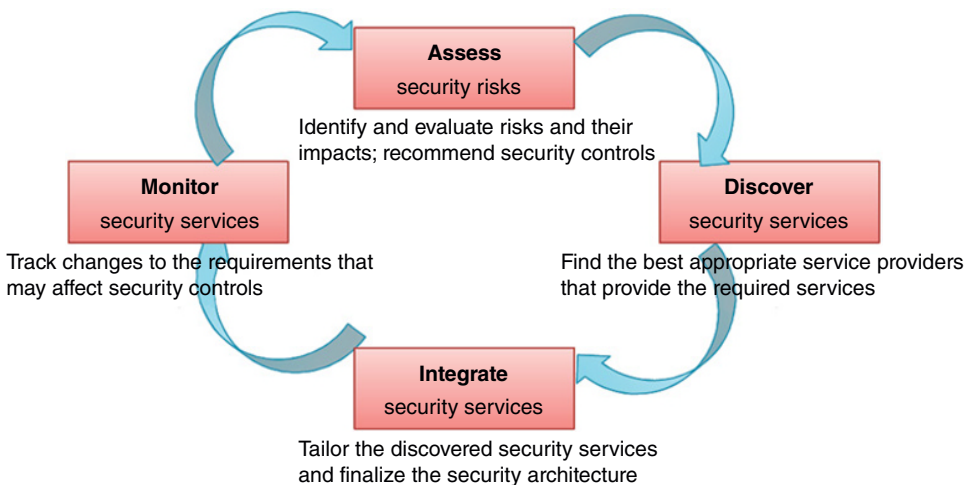 Assess
security risks
Identify and evaluate risks and their
impacts; recommend security controls
Discover
security services
Find the best appropriate service providers
that provide the required services
Integrate
security services
Tailor the discovered security services
and finalize the security architecture
Monitor
security services
Track changes to the requirements that
may affect security controls